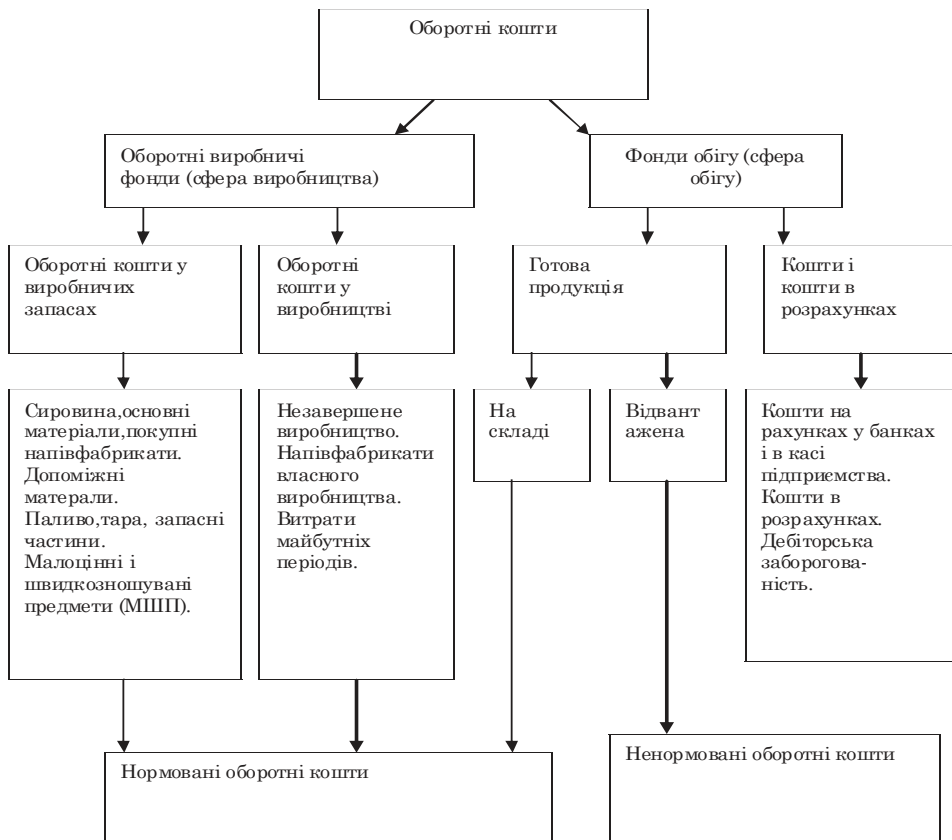 Оборотні кошти
Оборотні виробничі
фонди (сфера виробництва)
Фонди обігу (сфера
обігу)
Оборотні кошти у
виробничих
запасах
Оборотні
кошти у
виробництві
Готова
продукція
Кошти і
кошти в
розрахунках
Сировина,основні
матеріали,покупні
напівфабрикати.
Допоміжні
матерали.
Паливо,тара, запасні
частини.
Малоцінні і
швидкозношувані
предмети (МШП).
Незавершене
виробництво.
Напівфабрикати
власного
виробництва.
Витрати
майбутніх
періодів.
На
складі
Відвант
ажена
Кошти на
рахунках у банках
і в касі
підприємства.
Кошти в
розрахунках.
Дебіторська
заборогова-
ність.
Нормовані оборотні кошти
Ненормовані оборотні кошти